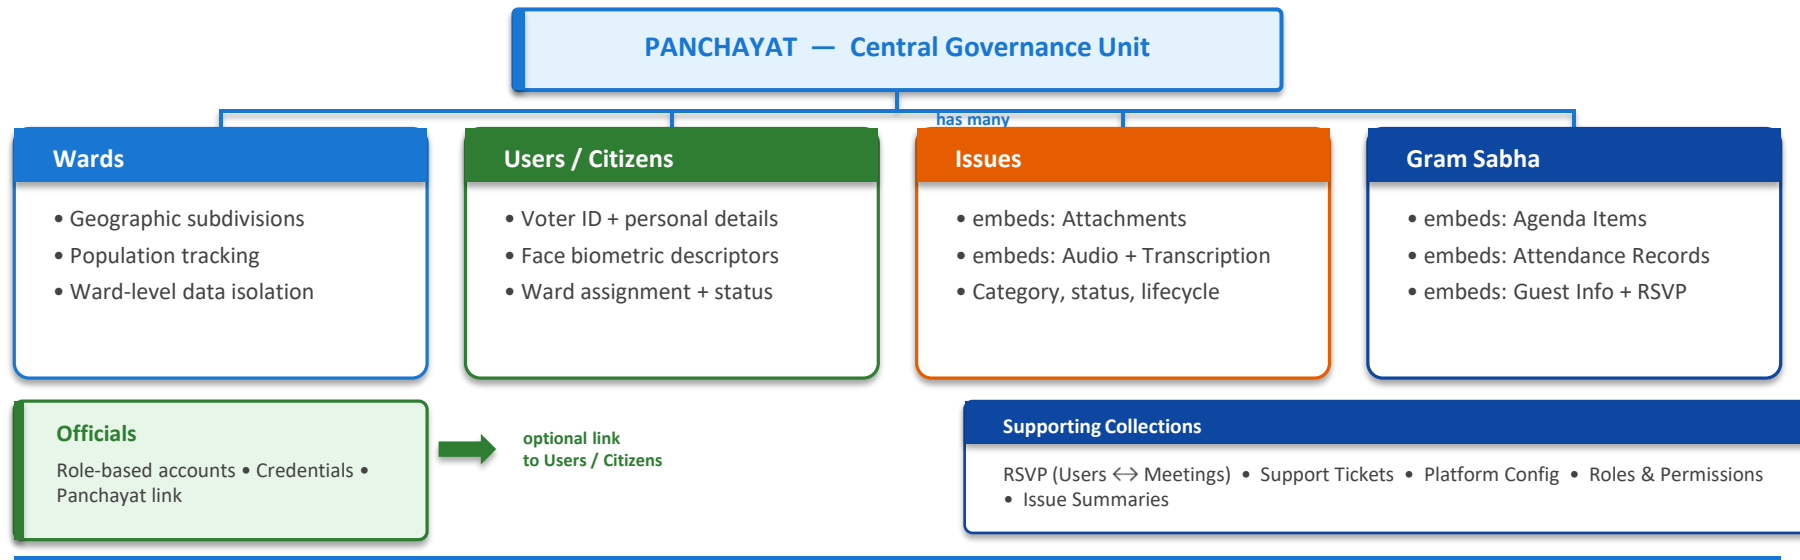 PANCHAYAT — Central Governance Unit
has many
Wards
• Geographic subdivisions
• Population tracking
• Ward-level data isolation
Users / Citizens
• Voter ID + personal details
• Face biometric descriptors
• Ward assignment + status
Issues
• embeds: Attachments
• embeds: Audio + Transcription
• Category, status, lifecycle
Gram Sabha
• embeds: Agenda Items
• embeds: Attendance Records
• embeds: Guest Info + RSVP
Officials
Role-based accounts • Credentials •
Panchayat link
optional link
to Users / Citizens
Supporting Collections
RSVP (Users ↔ Meetings) • Support Tickets • Platform Config • Roles & Permissions
• Issue Summaries